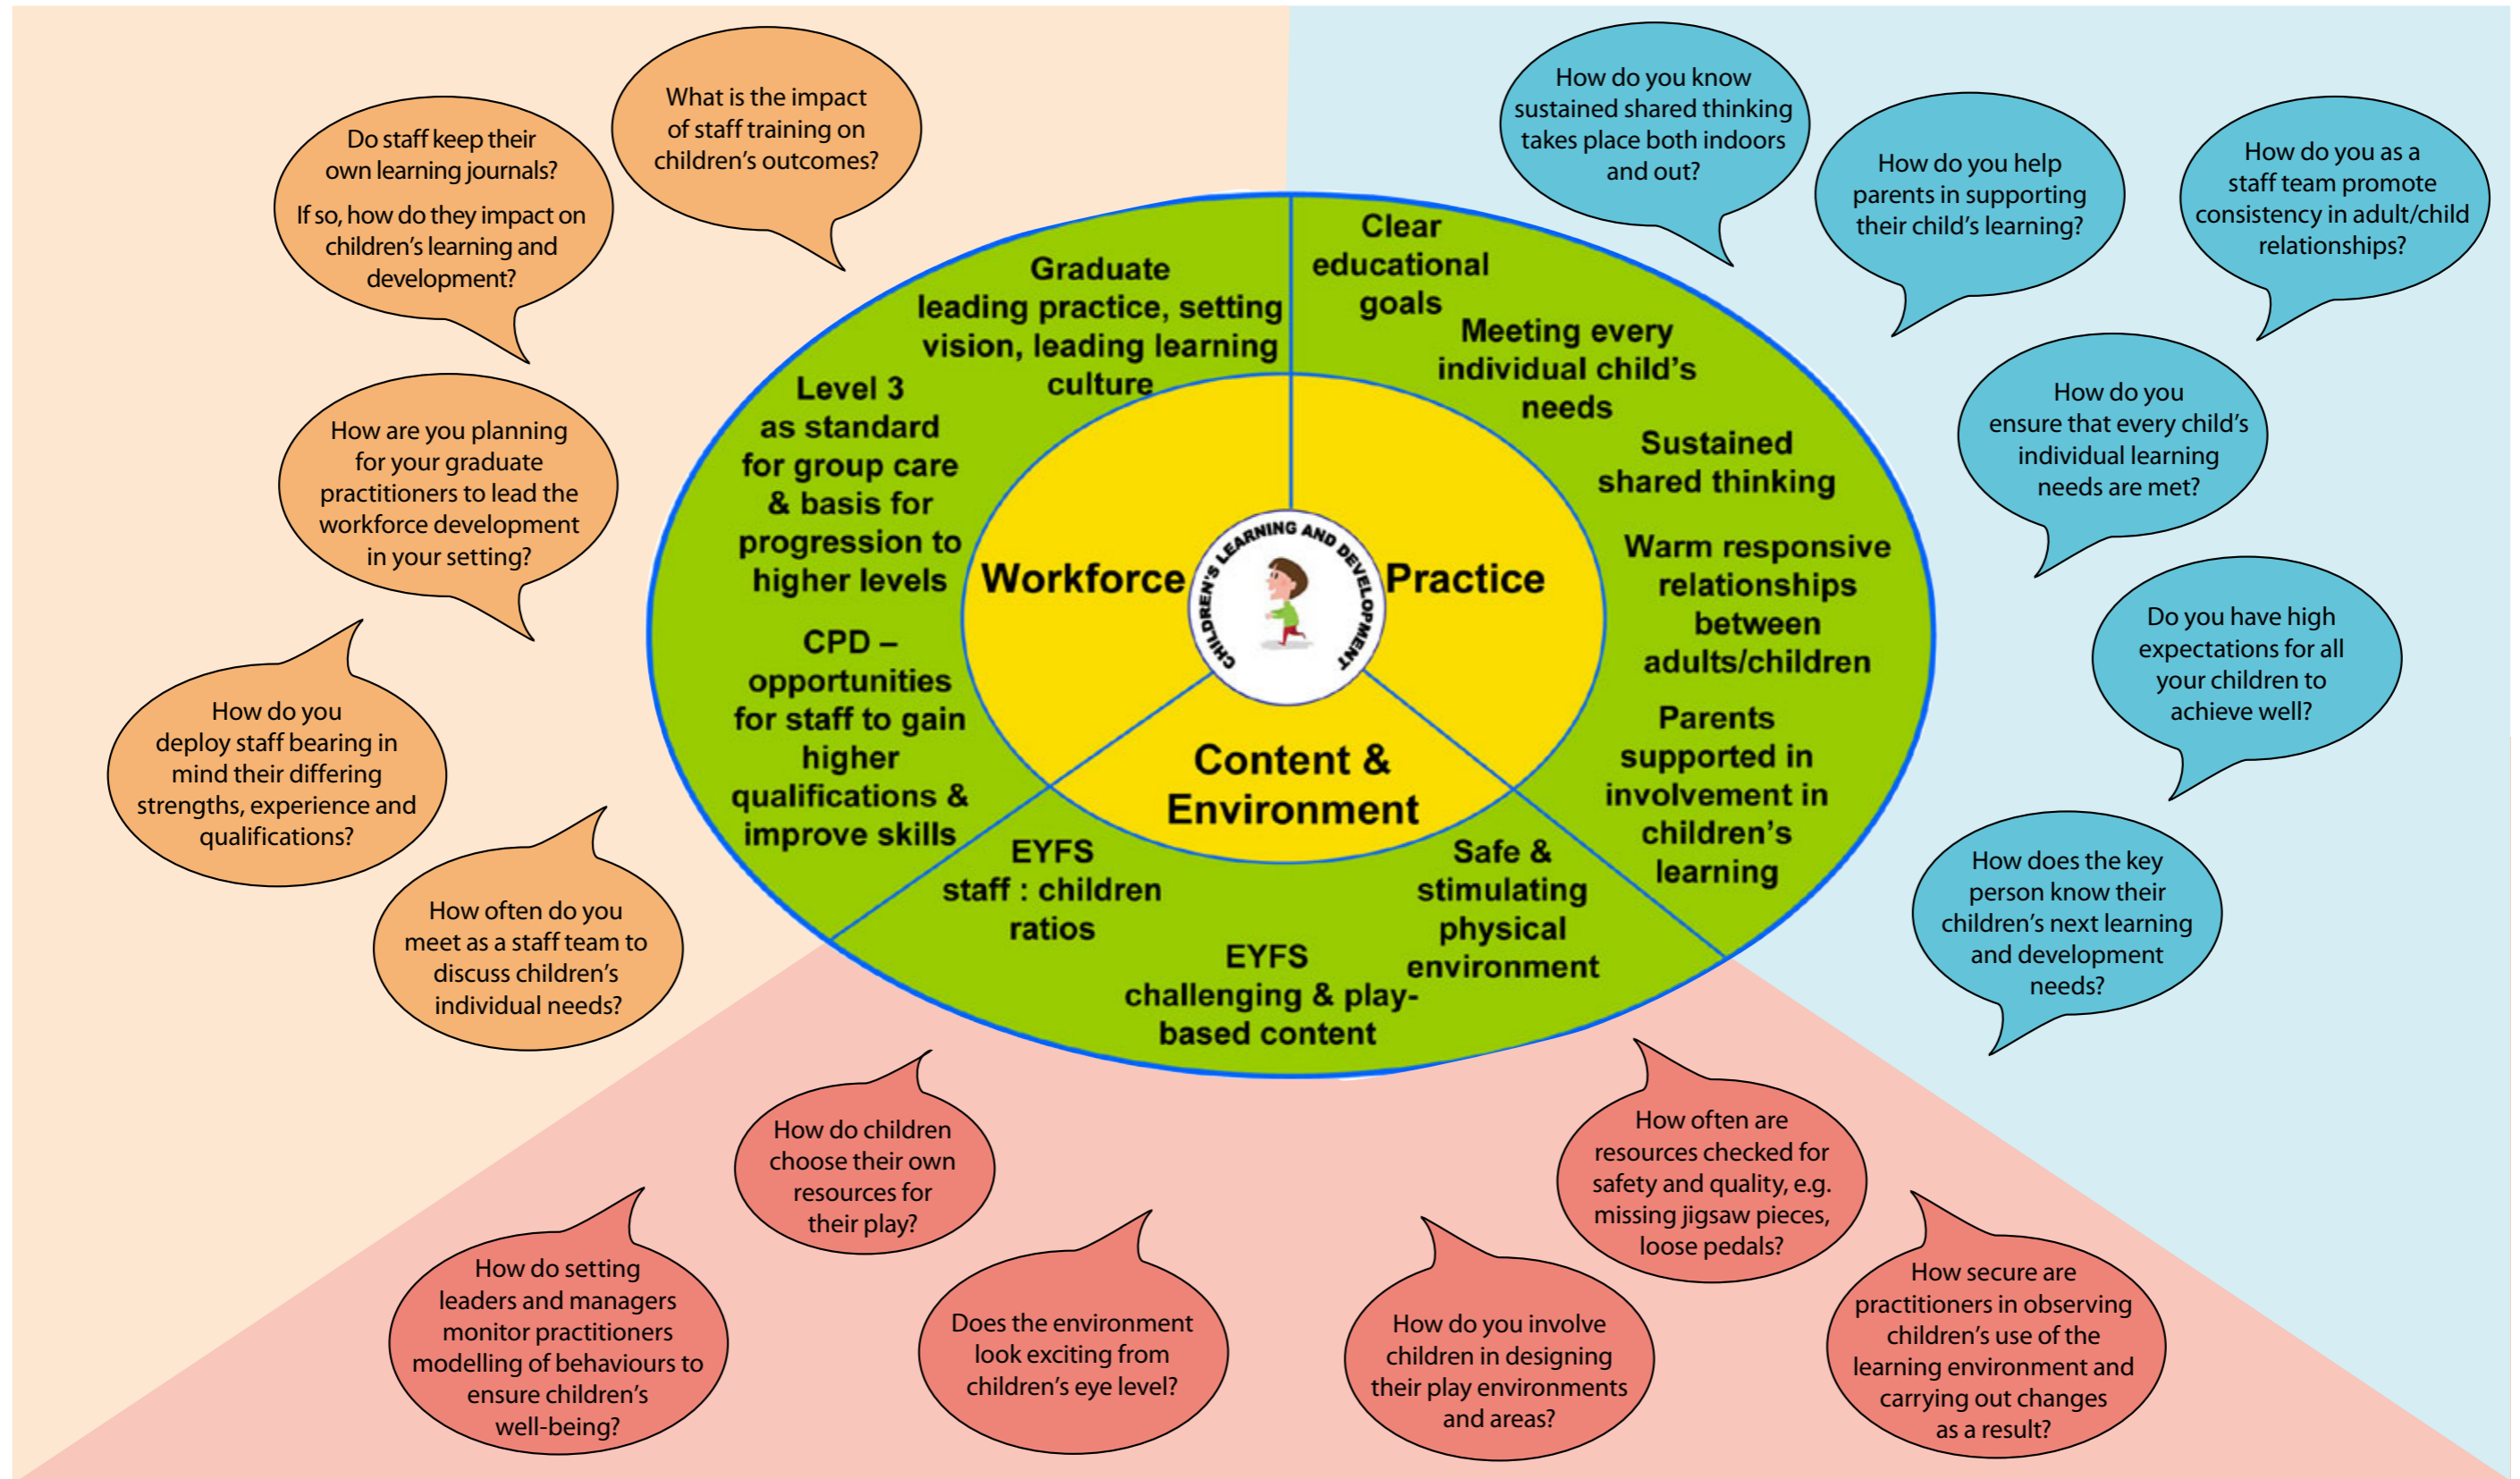 What is the impact
of staff training on
children's outcomes?
Do staff keep their
own learning journals?
If so, how do they impact on
children's learning and
development?
How are you planning
for your graduate
practitioners to lead the
workforce development
in your setting?
How do you
deploy staff bearing in
mind their differing
strengths, experience and
qualifications?
How often do you
meet as a staff team to
discuss children's
individual needs?
How do you know
sustained shared thinking
takes place both indoors
and out?
How do you help
parents in supporting
their child's learning?
How do you as a
staff team promote
consistency in adult/child
relationships?
How do you
ensure that every child's
individual learning
needs are met?
Do you have high
expectations for all
your children to
achieve well?
How does the key
person know their
children's next learning
and development
needs?
Graduate
leading practice, setting
vision, leading learning
culture
Level 3
as standard
for group care
& basis for
progression to
higher levels
CPD –
opportunities
for staff to gain
higher
qualifications &
improve skills
Clear
educational
goals
Meeting every
individual child's
needs
Sustained
shared thinking
Warm responsive
relationships
between
adults/children
Parents
supported in
involvement in
children's
learning
Workforce
CHILDREN'S LEARNING AND DEVELOPMENT
Practice
Content &
Environment
EYFS
staff : children
ratios
EYFS
challenging & play-
based content
Safe &
stimulating
physical
environment
How do children
choose their own
resources for
their play?
How do setting
leaders and managers
monitor practitioners
modelling of behaviours to
ensure children's
well-being?
Does the environment
look exciting from
children's eye level?
How do you involve
children in designing
their play environments
and areas?
How often are
resources checked for
safety and quality, e.g.
missing jigsaw pieces,
loose pedals?
How secure are
practitioners in observing
children's use of the
learning environment and
carrying out changes
as a result?